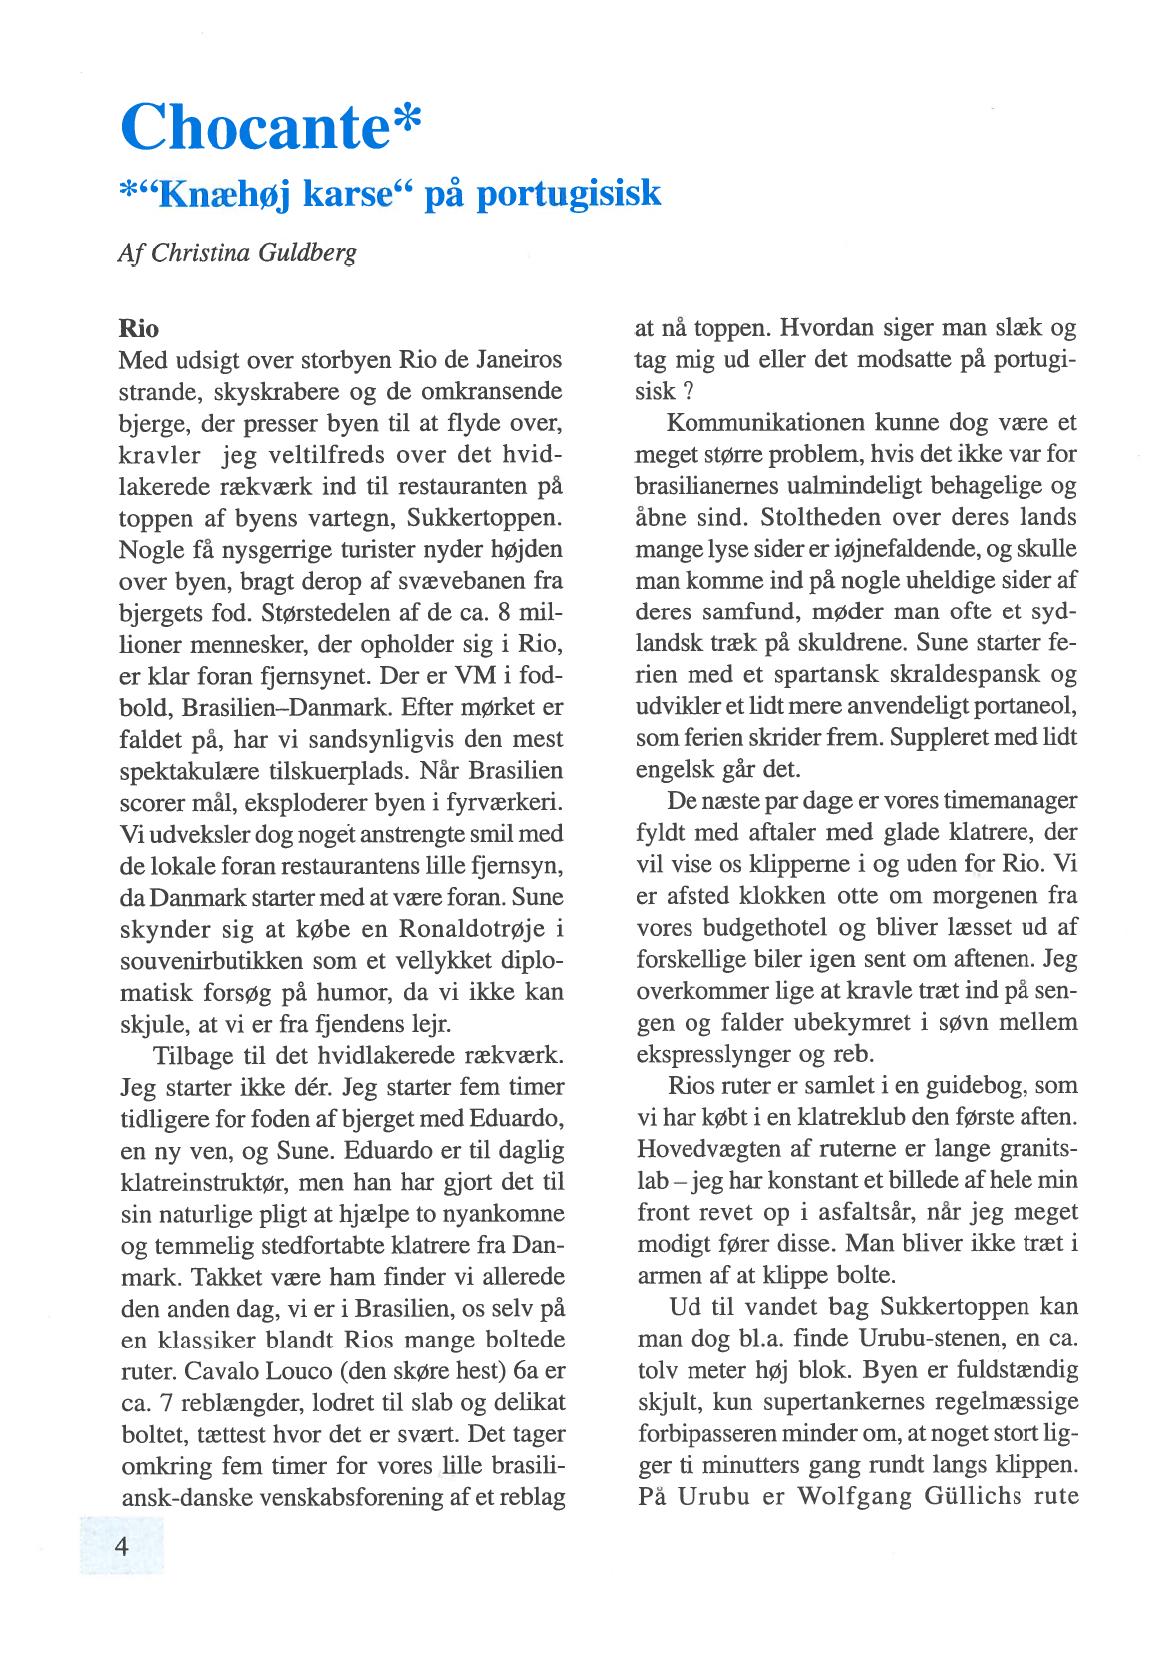 Chocante*
*“Knæhøj karse“ på portugisisk
Af Christina Guldberg
Rio
Med udsigt over storbyen Rio de Janeiros
strande, skyskrabere og de omkransende
bjerge, der presser byen til at flyde over,
kravler jeg veltilfreds over det hvid-
lakerede rækværk ind til restauranten på
toppen af byens vartegn, Sukkertoppen.
Nogle få nysgerrige turister nyder højden
over byen, bragt derop af svævebanen fra
bjergets fod. Størstedelen af de ca. 8 mil-
lioner mennesker, der opholder sig i Rio,
er klar foran fjernsynet. Der er VM i fod-
bold, Brasilien–Danmark. Efter mørket er
faldet på, har vi sandsynligvis den mest
spektakulære tilskuerplads. Når Brasilien
scorer mål, eksploderer byen i fyrværkeri.
Vi udveksler dog noget anstrengte smil med
de lokale foran restaurantens lille fjernsyn,
da Danmark starter med at være foran. Sune
skynder sig at købe en Ronaldotrøje i
souvenirbutikken som et vellykket diplo-
matisk forsøg på humor, da vi ikke kan
skjule, at vi er fra fjendens lejr.
Tilbage til det hvidlakerede rækværk.
Jeg starter ikke dér. Jeg starter fem timer
tidligere for foden af bjerget med Eduardo,
en ny ven, og Sune. Eduardo er til daglig
klatreinstruktør, men han har gjort det til
sin naturlige pligt at hjælpe to nyankomne
og temmelig stedfortabte klatrere fra Dan-
mark. Takket være ham finder vi allerede
den anden dag, vi er i Brasilien, os selv på
en klassiker blandt Rios mange boltede
ruter. Cavalo Louco (den skøre hest) 6a er
ca. 7 reblængder, lodret til slab og delikat
boltet, tættest hvor det er svært. Det tager
omkring fem timer for vores lille brasili-
ansk-danske venskabsforening af et reblag
at nå toppen. Hvordan siger man slæk og
tag mig ud eller det modsatte på portugi-
sisk ?
Kommunikationen kunne dog være et
meget større problem, hvis det ikke var for
brasilianernes ualmindeligt behagelige og
åbne sind. Stoltheden over deres lands
mange lyse sider er iøjnefaldende, og skulle
man komme ind på nogle uheldige sider af
deres samfund, møder man ofte et syd-
landsk træk på skuldrene. Sune starter fe-
rien med et spartansk skraldespansk og
udvikler et lidt mere anvendeligt portaneol,
som ferien skrider frem. Suppleret med lidt
engelsk går det.
De næste par dage er vores timemanager
fyldt med aftaler med glade klatrere, der
vil vise os klipperne i og uden for Rio. Vi
er afsted klokken otte om morgenen fra
vores budgethotel og bliver læsset ud af
forskellige biler igen sent om aftenen. Jeg
overkommer lige at kravle træt ind på sen-
gen og falder ubekymret i søvn mellem
ekspresslynger og reb.
Rios ruter er samlet i en guidebog, som
vi har købt i en klatreklub den første aften.
Hovedvægten af ruterne er lange granits-
lab – jeg har konstant et billede af hele min
front revet op i asfaltsår, når jeg meget
modigt fører disse. Man bliver ikke træt i
armen af at klippe bolte.
Ud til vandet bag Sukkertoppen kan
man dog bl.a. finde Urubu-stenen, en ca.
tolv meter høj blok. Byen er fuldstændig
skjult, kun supertankernes regelmæssige
forbipasseren minder om, at noget stort lig-
ger ti minutters gang rundt langs klippen.
På Urubu er Wolfgang Güllichs rute
4